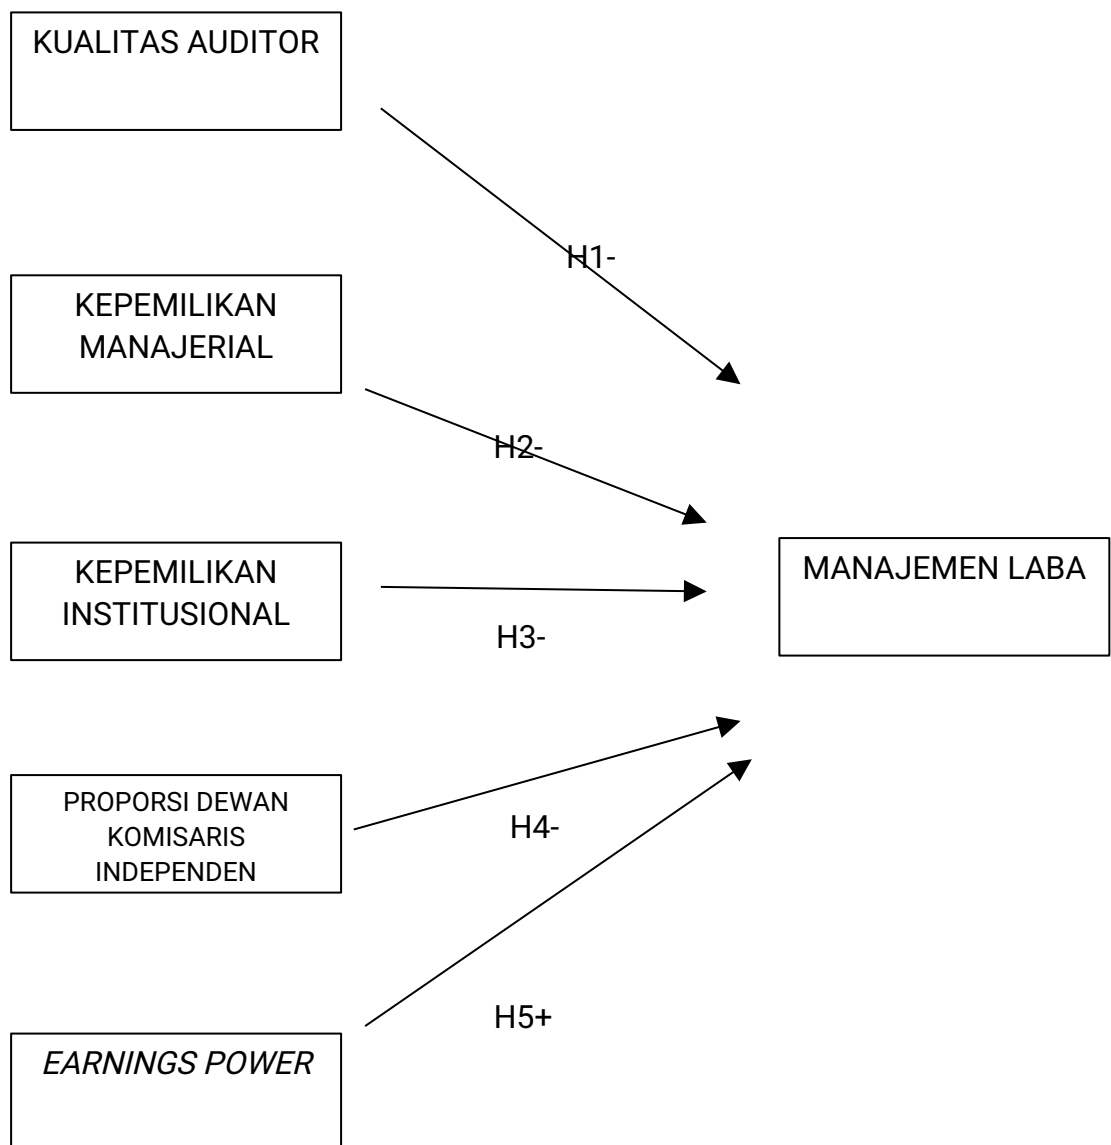 KUALITAS AUDITOR
H1-
KEPEMILIKAN
MANAJERIAL
H2-
KEPEMILIKAN
INSTITUSIONAL
MANAJEMEN LABA
H3-
PROPORSI DEWAN
KOMISARIS
INDEPENDEN
H4-
H5+
EARNINGS POWER